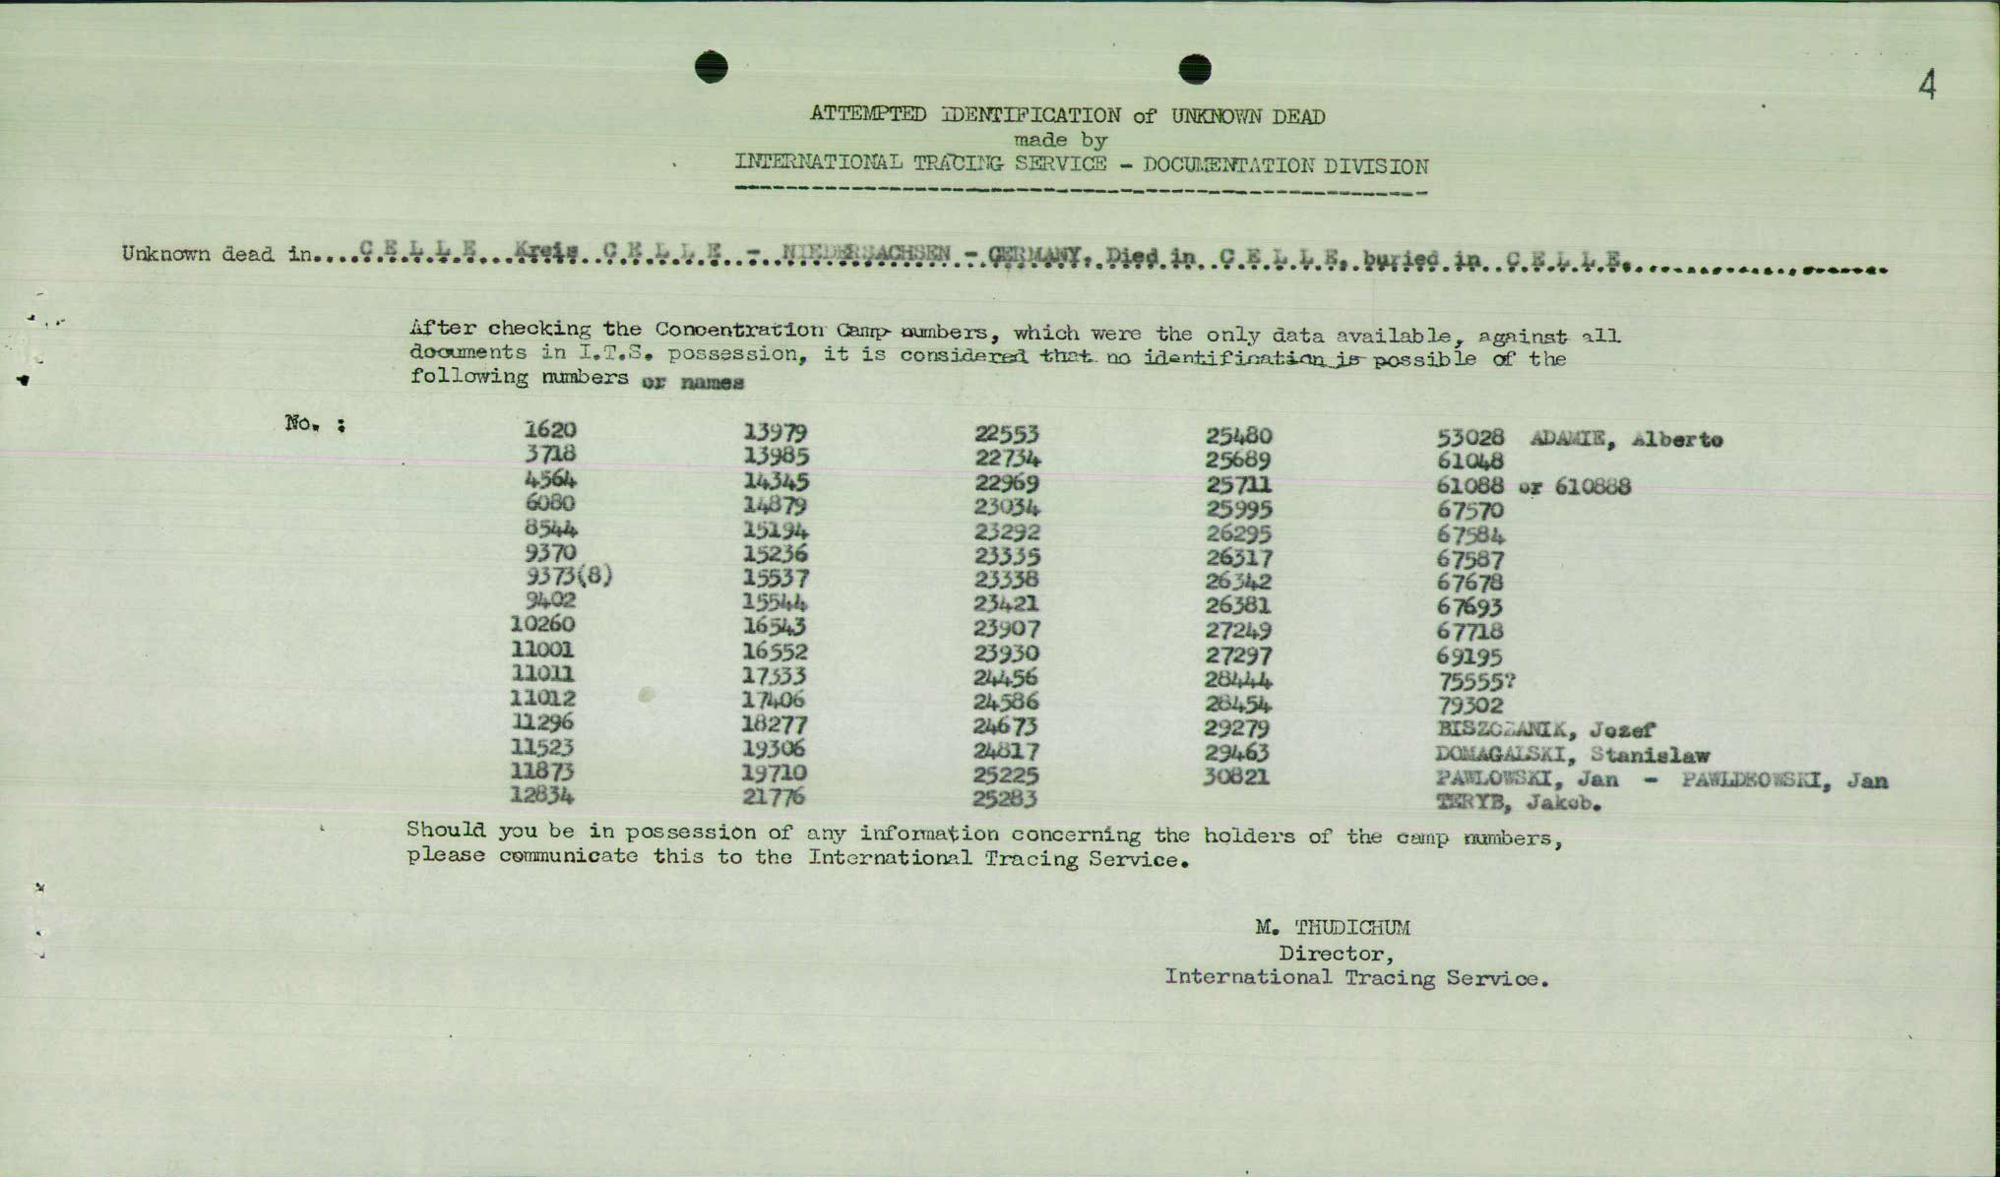 4
ATTEMPTED IDENTIFICATION of UNKNOWN DEAD
made by
INTERNATIONAL TRACING SERVICE - DOCUMENTATION DIVISION
Unknown dead in....C E L L E Kreis C E L L E - NIEDERSACHSEN - GERMANY, Died in C E L L E, buried in C E L L E.
After checking the Concentration Camp numbers, which were the only data available, against all
documents in I.T.S. possession, it is considered that no identification is possible of the
following numbers or names
No. :
1620 13979 22553 25480 53028 ADAMIE, Alberto
3718 13985 22734 25689 61048
4564 14345 22969 25711 61088 or 610888
6080 14879 23034 25995 67570
8544 15194 23292 26295 67584
9370 15236 23335 26317 67587
9373(8) 15537 23338 26342 67678
9402 15544 23421 26381 67693
10260 16543 23907 27249 67718
11001 16552 23930 27297 69195
11011 17333 24456 28444 75555?
11012 17406 24586 28454 79302
11296 18277 24673 29279 BISZCZANIK, Jozef
11523 19306 24817 29463 DOMAGALSKI, Stanislaw
11873 19710 25225 30821 PAWLOWSKI, Jan - PAWLDKOWSKI, Jan
12834 21776 25283 TERYB, Jakob.
Should you be in possession of any information concerning the holders of the camp numbers,
please communicate this to the International Tracing Service.
M. THUDICHUM
Director,
International Tracing Service.